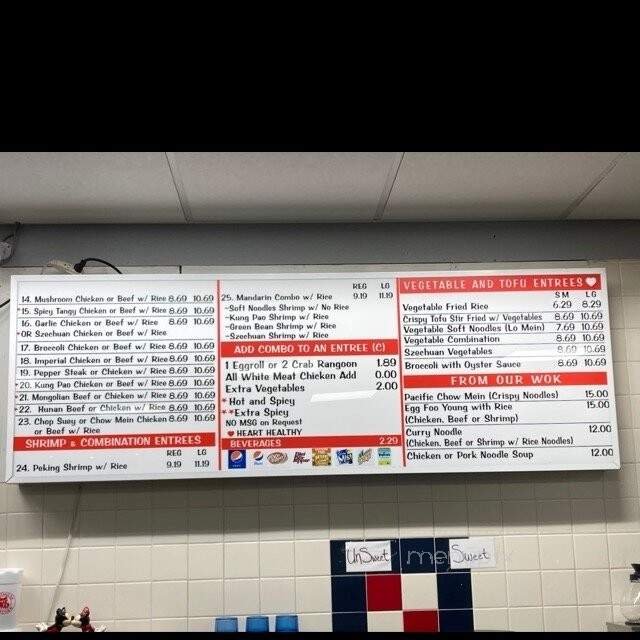 14. Mushroom Chicken or Beef w/ Rice 8.69 10.69
*15. Spicy Tangy Chicken or Beef w/ Rice 8.69 10.69
16. Garlic Chicken or Beef w/ Rice 8.69 10.69
*OR Szechuan Chicken or Beef w/ Rice
17. Broccoli Chicken or Beef w/ Rice 8.69 10.69
18. Imperial Chicken or Beef w/ Rice 8.69 10.69
19. Pepper Steak or Chicken w/ Rice 8.69 10.69
*20. Kung Pao Chicken or Beef w/ Rice 8.69 10.69
*21. Mongolian Beef or Chicken w/ Rice 8.69 10.69
*22. Hunan Beef or Chicken w/ Rice 8.69 10.69
23. Chop Suey or Chow Mein Chicken 8.69 10.69
or Beef w/ Rice
SHRIMP & COMBINATION ENTREES
REG LG
24. Peking Shrimp w/ Rice 9.19 11.19
REG LG
25. Mandarin Combo w/ Rice 9.19 11.19
-Soft Noodles Shrimp w/ No Rice
-Kung Pao Shrimp w/ Rice
-Green Bean Shrimp w/ Rice
-Szechuan Shrimp w/ Rice
ADD COMBO TO AN ENTREE (C)
1 Eggroll or 2 Crab Rangoon 1.89
All White Meat Chicken Add 0.00
Extra Vegetables 2.00
* Hot and Spicy
**Extra Spicy
NO MSG on Request
♥ HEART HEALTHY
BEVERAGES 2.29
VEGETABLE AND TOFU ENTREES♥
SM LG
Vegetable Fried Rice 6.29 8.29
Crispy Tofu Stir Fried w/ Vegetables 8.69 10.69
Vegetable Soft Noodles (Lo Mein) 7.69 10.69
Vegetable Combination 8.69 10.69
Szechuan Vegetables 8.69 10.69
Broccoli with Oyster Sauce 8.69 10.69
FROM OUR WOK
Pacific Chow Mein (Crispy Noodles) 15.00
Egg Foo Young with Rice 15.00
(Chicken, Beef or Shrimp)
Curry Noodle 12.00
(Chicken, Beef or Shrimp w/ Rice Noodles)
Chicken or Pork Noodle Soup 12.00
UnSweet me Sweet